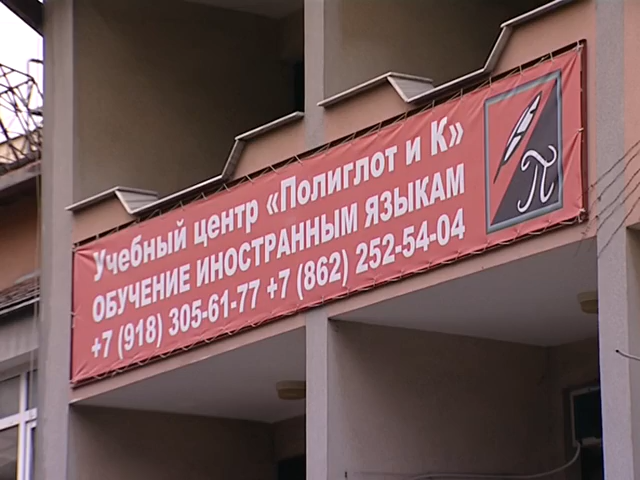 Учебный центр «Полиглот и К»
ОБУЧЕНИЕ ИНОСТРАННЫМ ЯЗЫКАМ
+7 (918) 305-61-77 +7 (862) 252-54-04